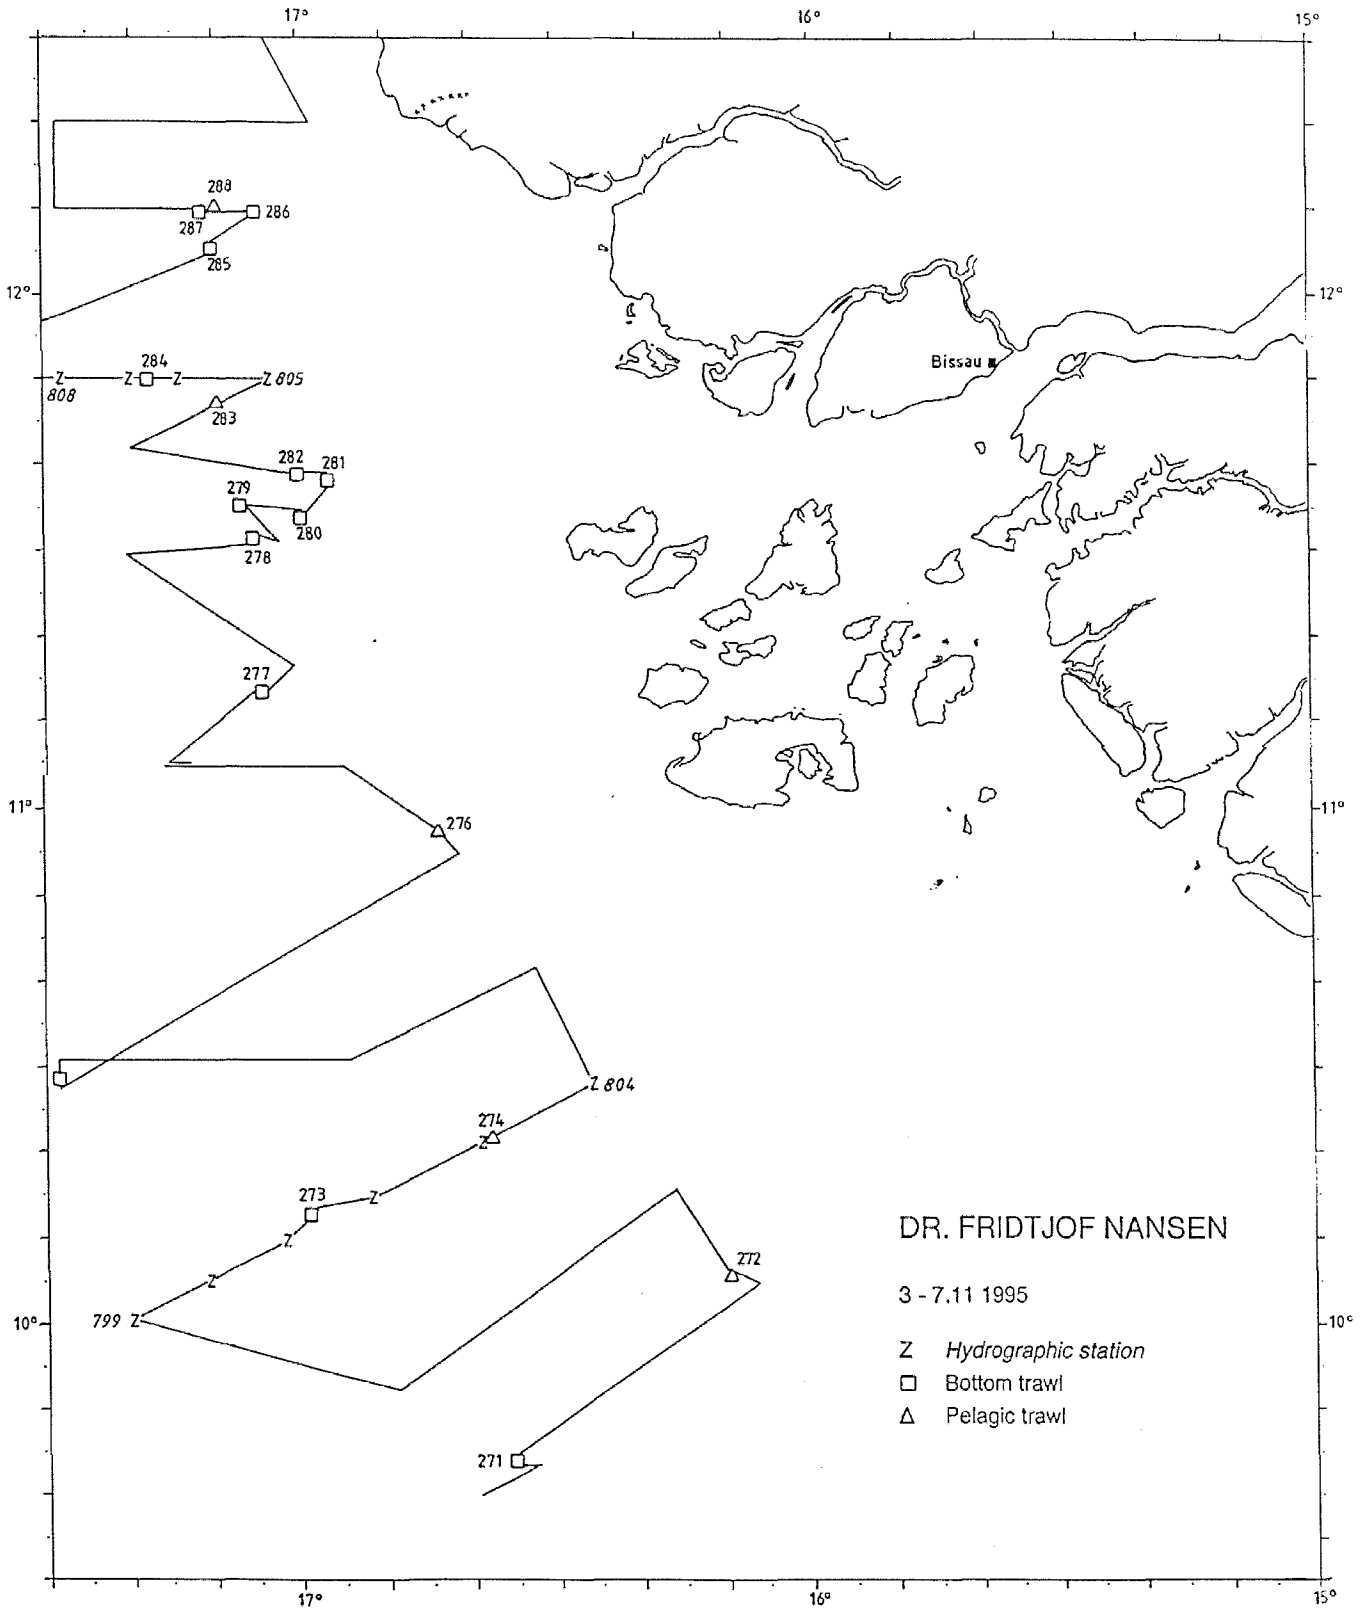 17° 16° 15°
288
287 286
285
12° 12°
Bissau
284
808 805
283
282 281
279
280
278
277
11° 11°
276
804
274
273
272
799
10° 10°
271
DR. FRIDTJOF NANSEN
3 - 7.11 1995
Z Hydrographic station
Bottom trawl
Pelagic trawl
17° 16° 15°